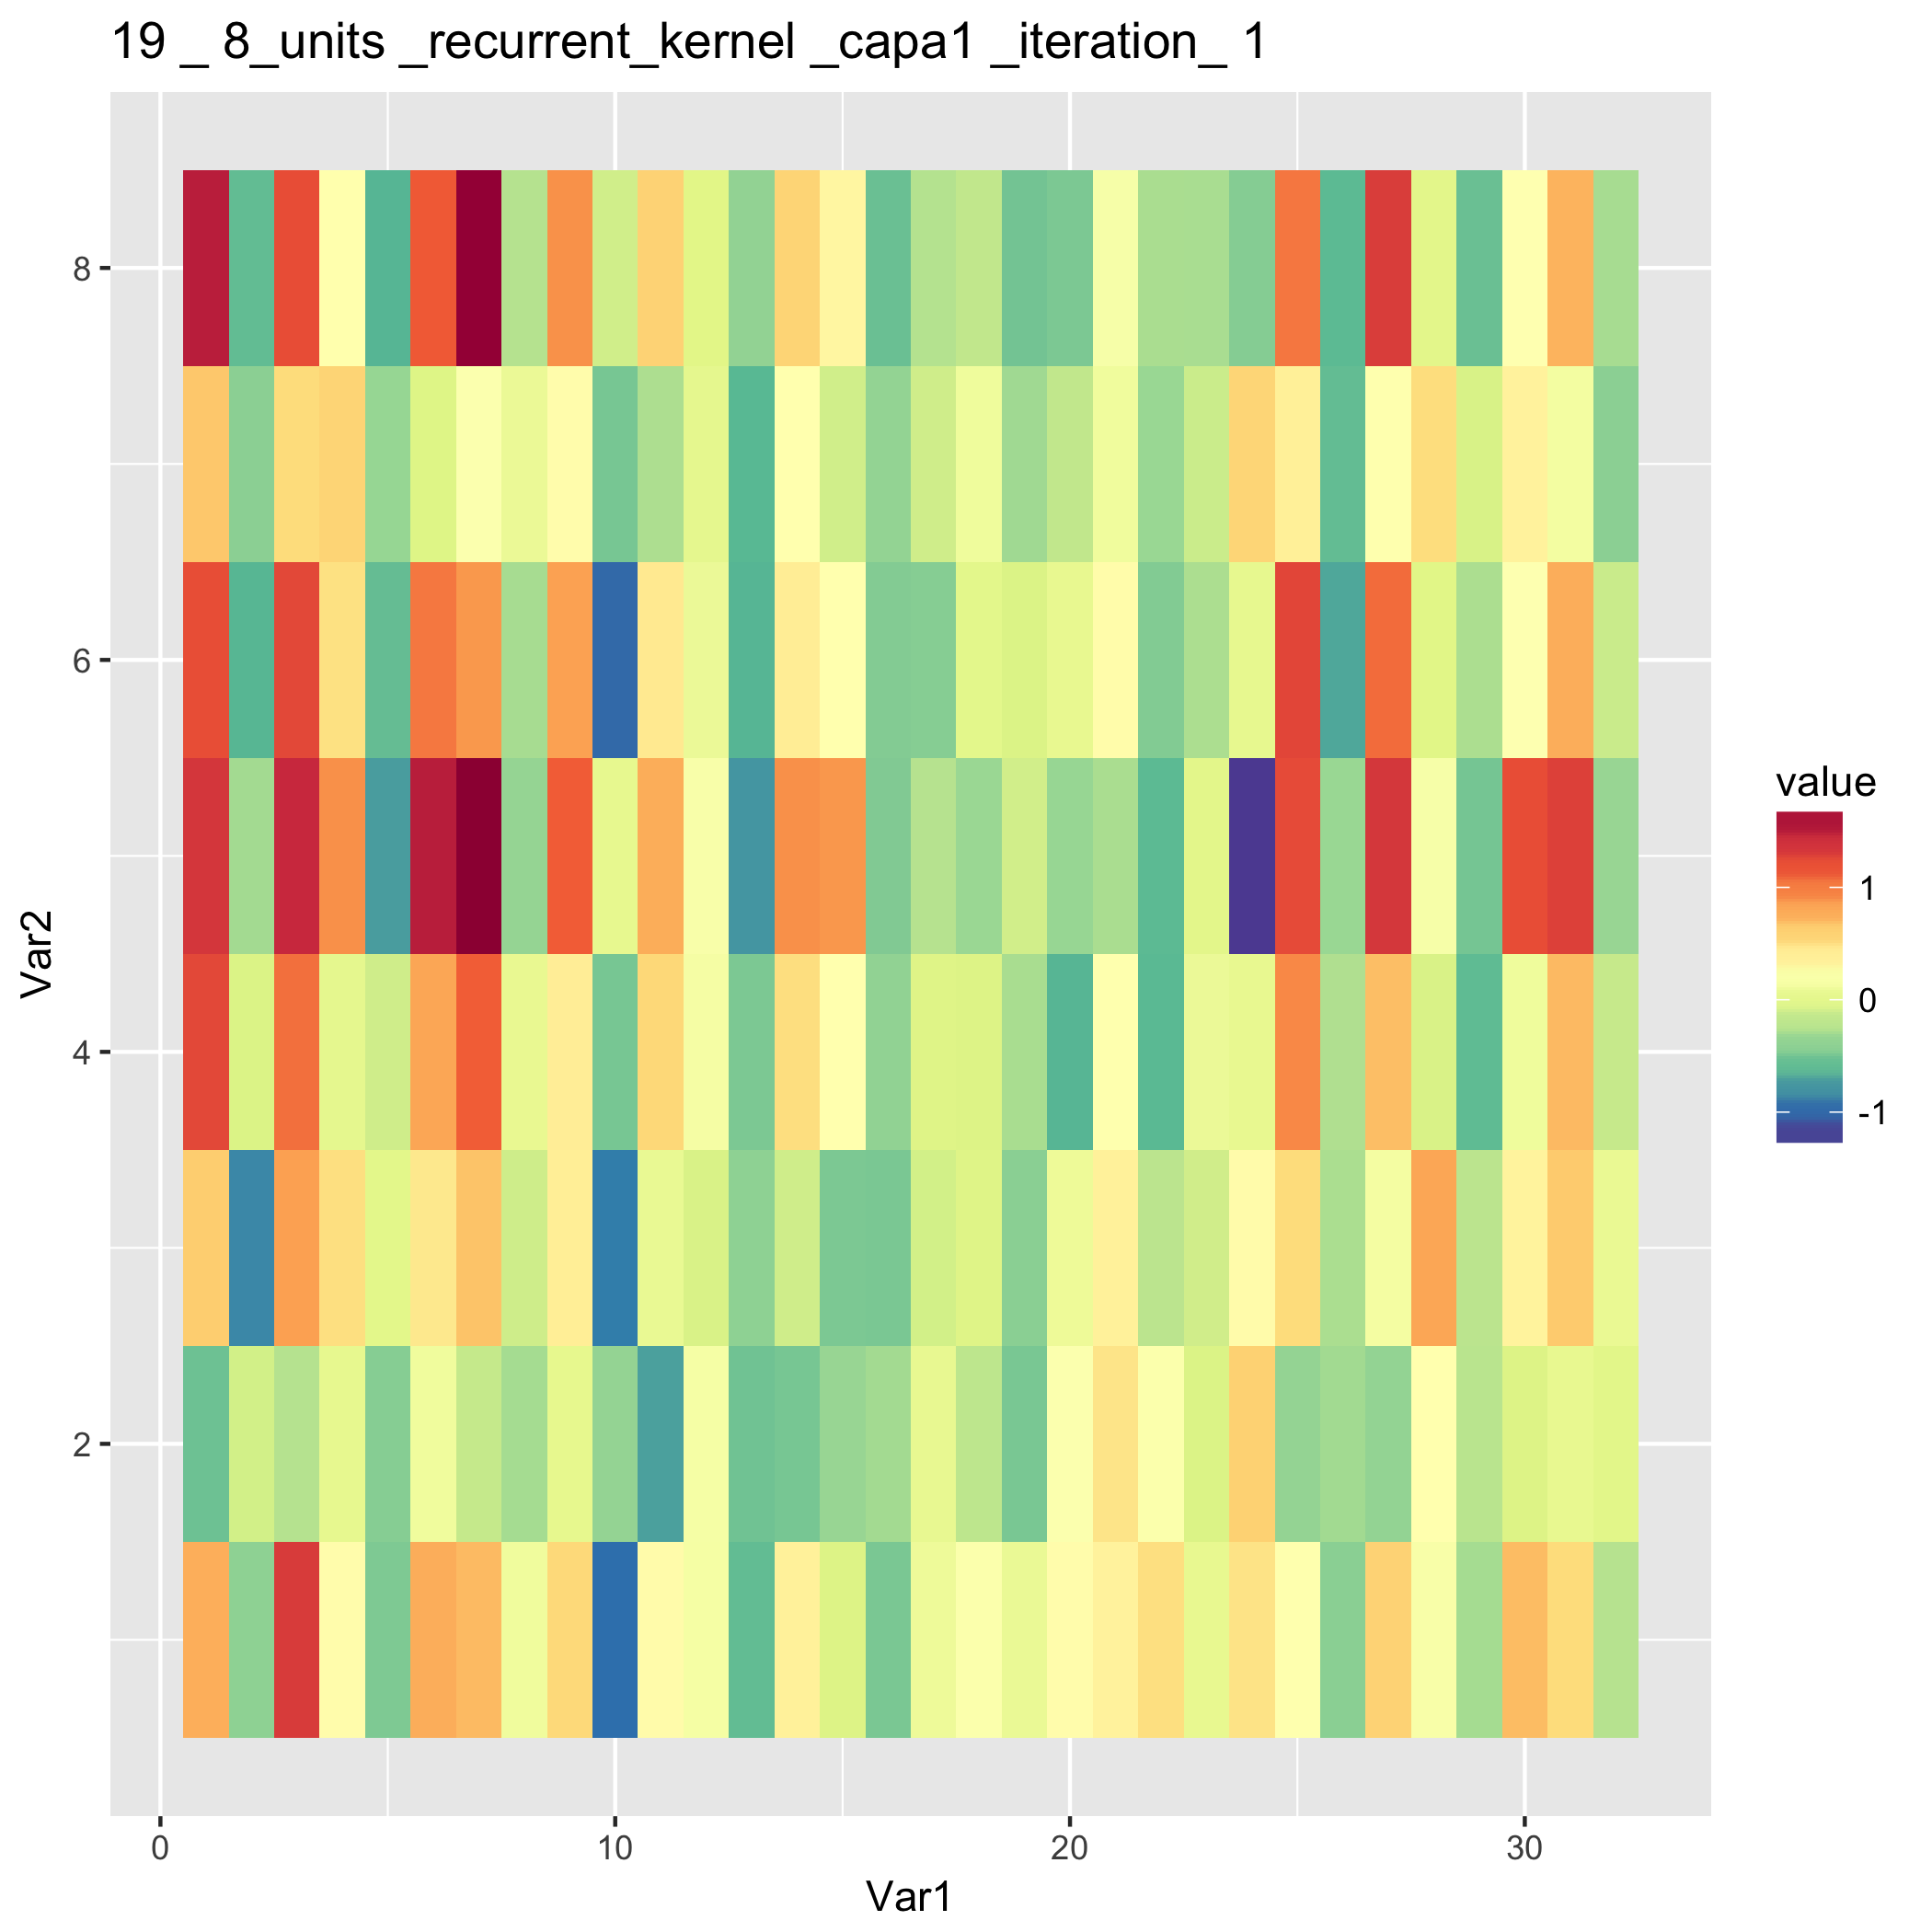 19 _ 8_units _recurrent_kernel _capa1 _iteration_ 1
8
6
4
2
Var2
0 10 20 30
Var1
value
1
0
-1